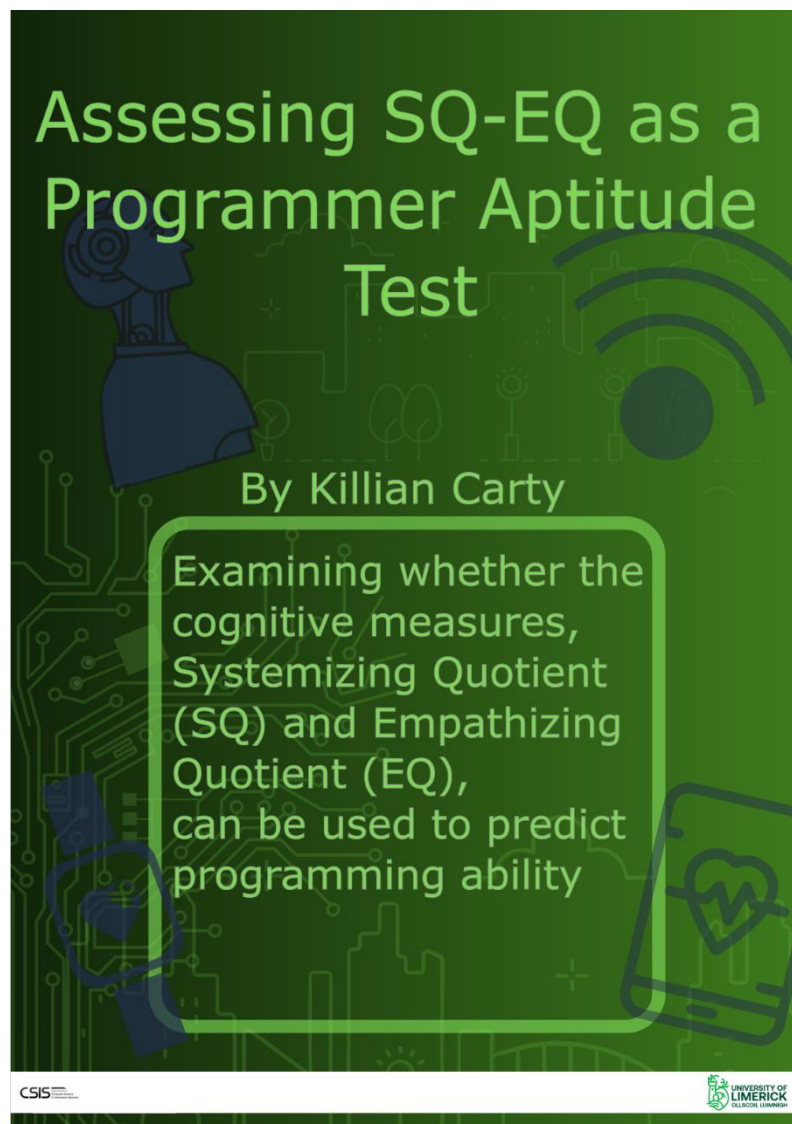 Assessing SQ-EQ as a
Programmer Aptitude
Test
By Killian Carty
Examining whether the
cognitive measures,
Systemizing Quotient
(SQ) and Empathizing
Quotient (EQ),
can be used to predict
programming ability
CSIS
UNIVERSITY OF
LIMERICK
OLLSCOIL LUIMNIGH